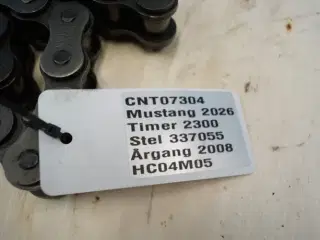 CNT07304
Mustang 2026
Timer 2300
Stel 337055
Årgang 2008
HC04M05